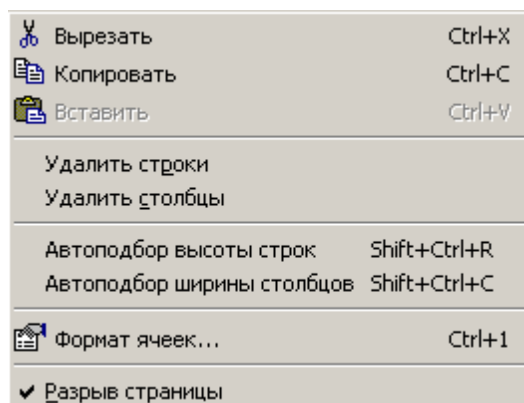 Вырезать Ctrl+X
Копировать Ctrl+C
Вставить Ctrl+V
Удалить строки
Удалить столбцы
Автоподбор высоты строк Shift+Ctrl+R
Автоподбор ширины столбцов Shift+Ctrl+C
Формат ячеек... Ctrl+1
Разрыв страницы